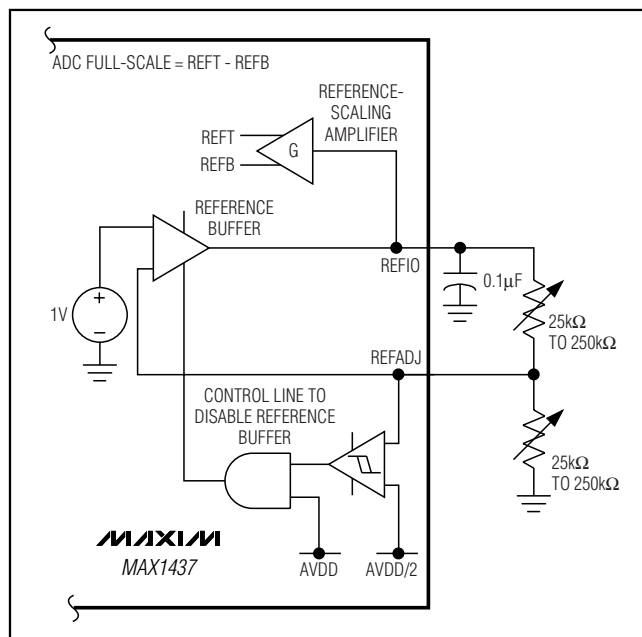 ADC FULL-SCALE = REFT - REFB
REFERENCE-
SCALING
AMPLIFIER
REFT
REFB
G
REFERENCE
BUFFER
REFIO
0.1µF
1V
+
−
25kΩ
TO 250kΩ
REFADJ
CONTROL LINE TO
DISABLE REFERENCE
BUFFER
25kΩ
TO 250kΩ
MAXIM
MAX1437
AVDD
AVDD/2